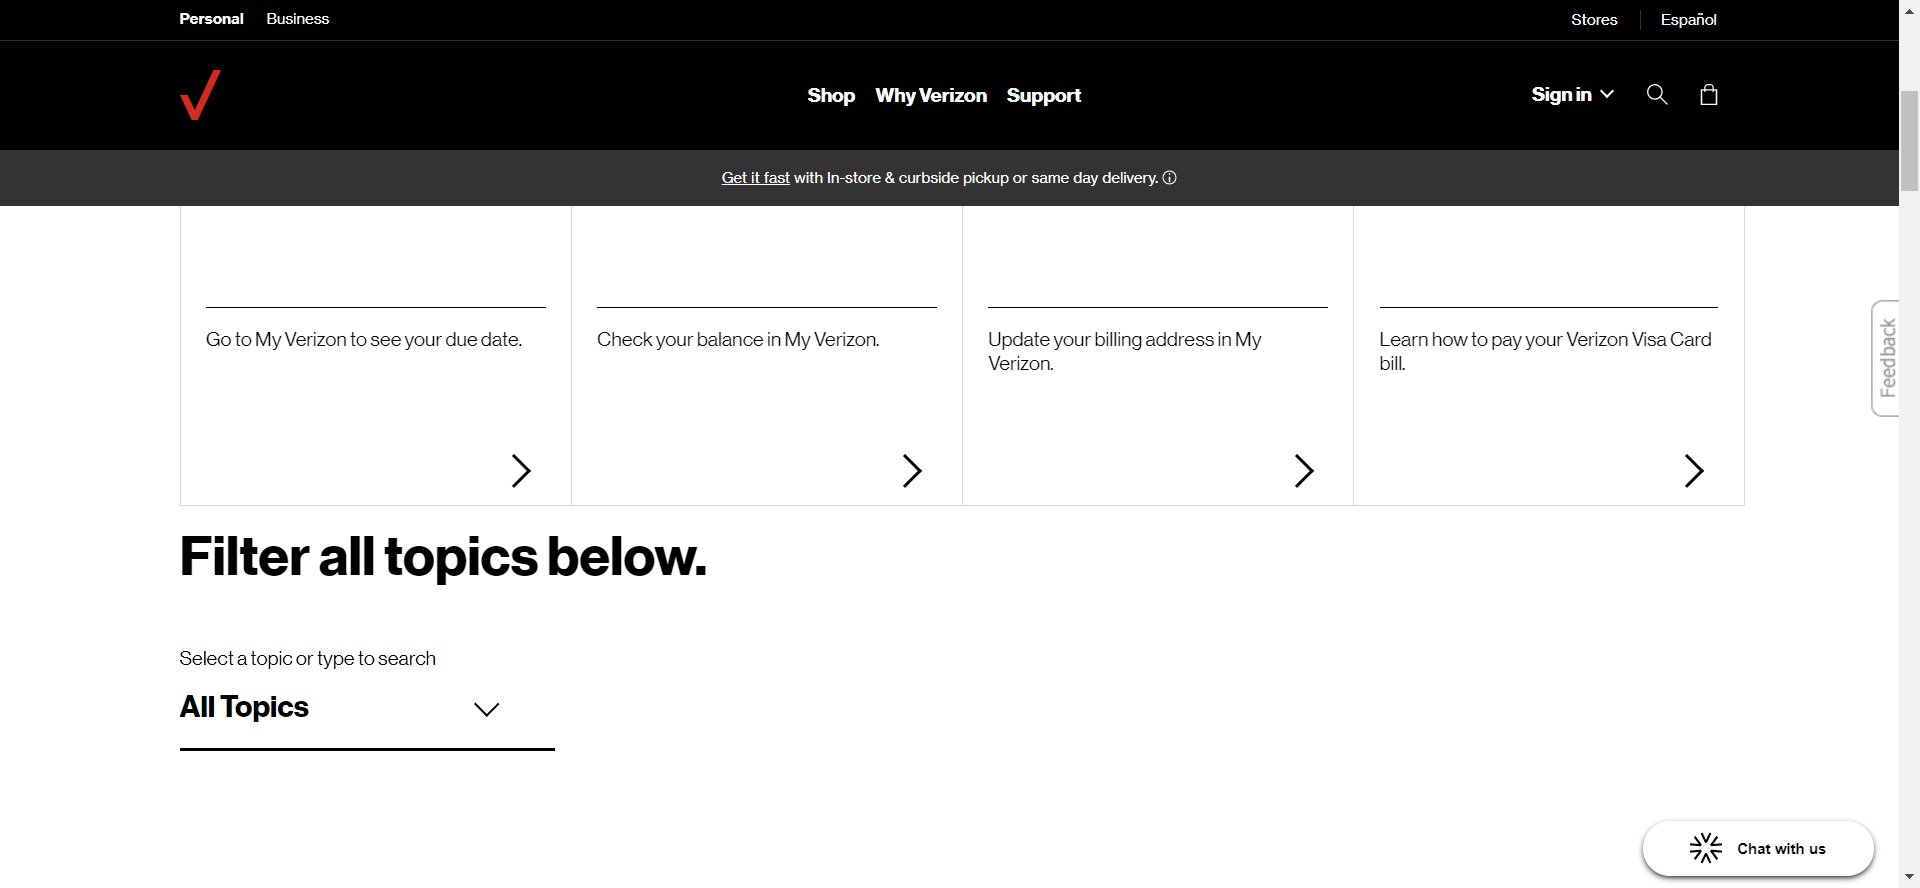 Personal Business Stores Español
Shop Why Verizon Support Sign in
Get it fast with In-store & curbside pickup or same day delivery.
Go to My Verizon to see your due date.
Check your balance in My Verizon.
Update your billing address in My
Verizon.
Learn how to pay your Verizon Visa Card
bill.
Feedback
Filter all topics below.
Select a topic or type to search
All Topics
Chat with us